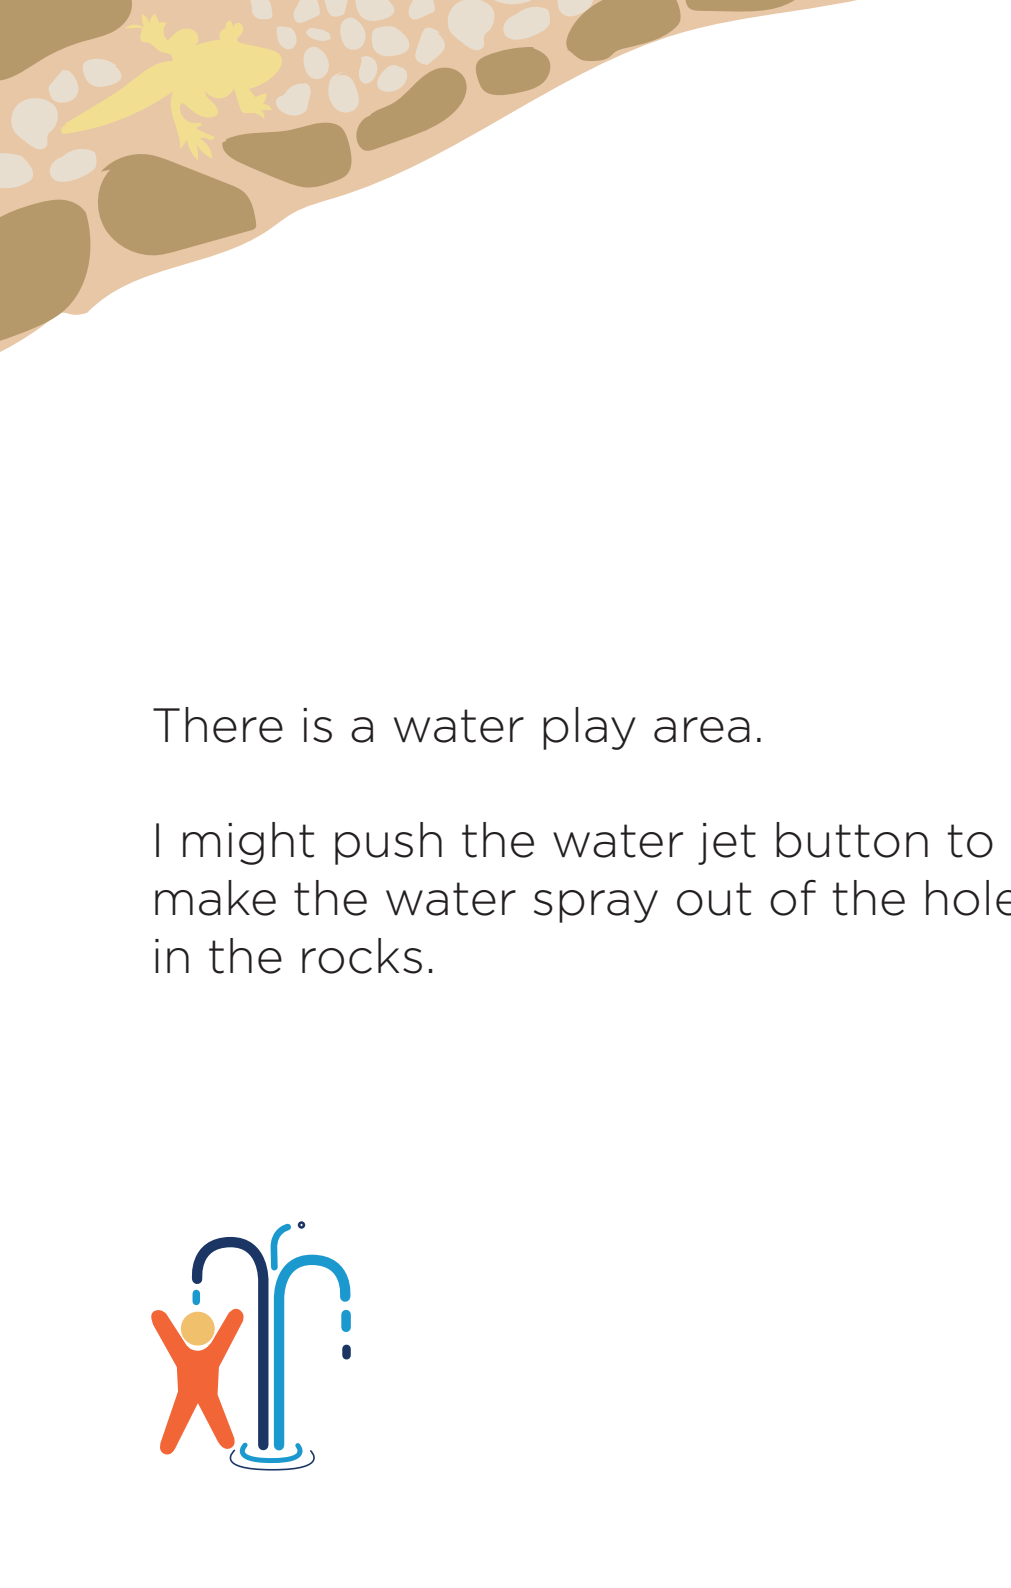 There is a water play area.
I might push the water jet button to
make the water spray out of the hole
in the rocks.